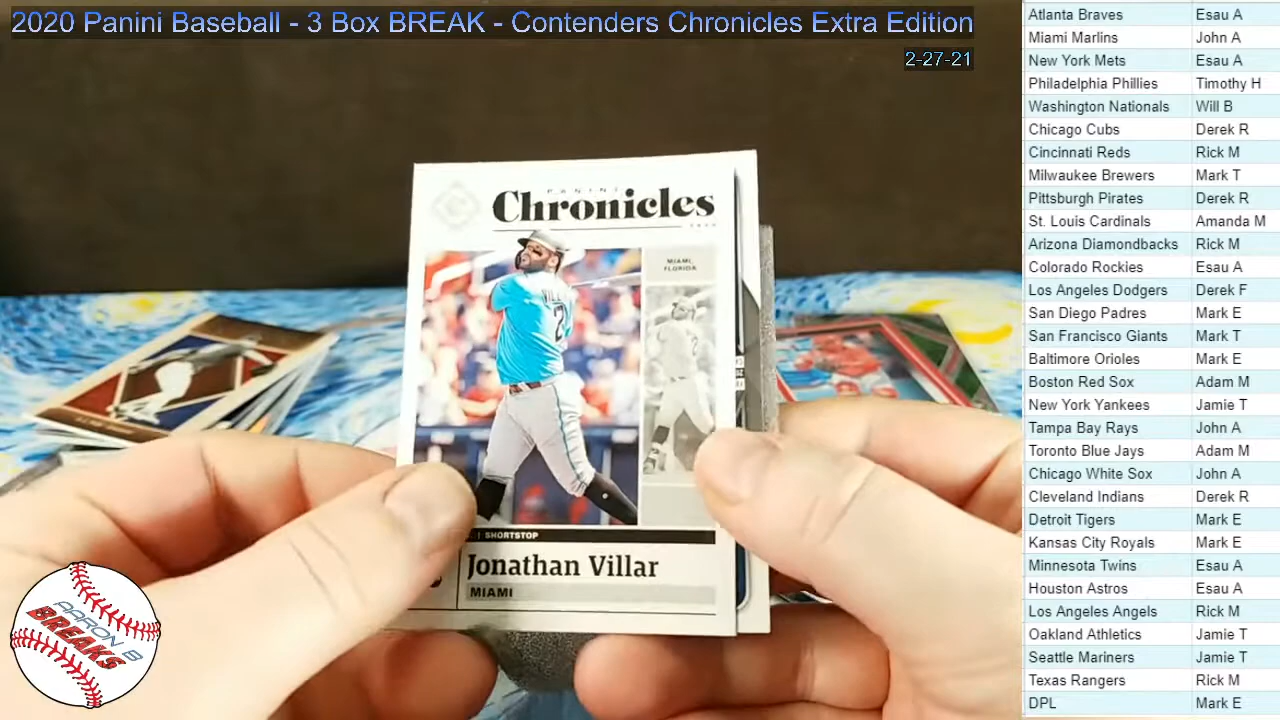 2020 Panini Baseball - 3 Box BREAK - Contenders Chronicles Extra Edition
2-27-21
PANINI
Chronicles
MIAMI,
FLORIDA
2
SHORTSTOP
Jonathan Villar
MIAMI
AARON B
BREAKS
Atlanta Braves Esau A
Miami Marlins John A
New York Mets Esau A
Philadelphia Phillies Timothy H
Washington Nationals Will B
Chicago Cubs Derek R
Cincinnati Reds Rick M
Milwaukee Brewers Mark T
Pittsburgh Pirates Derek R
St. Louis Cardinals Amanda M
Arizona Diamondbacks Rick M
Colorado Rockies Esau A
Los Angeles Dodgers Derek F
San Diego Padres Mark E
San Francisco Giants Mark T
Baltimore Orioles Mark E
Boston Red Sox Adam M
New York Yankees Jamie T
Tampa Bay Rays John A
Toronto Blue Jays Adam M
Chicago White Sox John A
Cleveland Indians Derek R
Detroit Tigers Mark E
Kansas City Royals Mark E
Minnesota Twins Esau A
Houston Astros Esau A
Los Angeles Angels Rick M
Oakland Athletics Jamie T
Seattle Mariners Jamie T
Texas Rangers Rick M
DPL Mark E